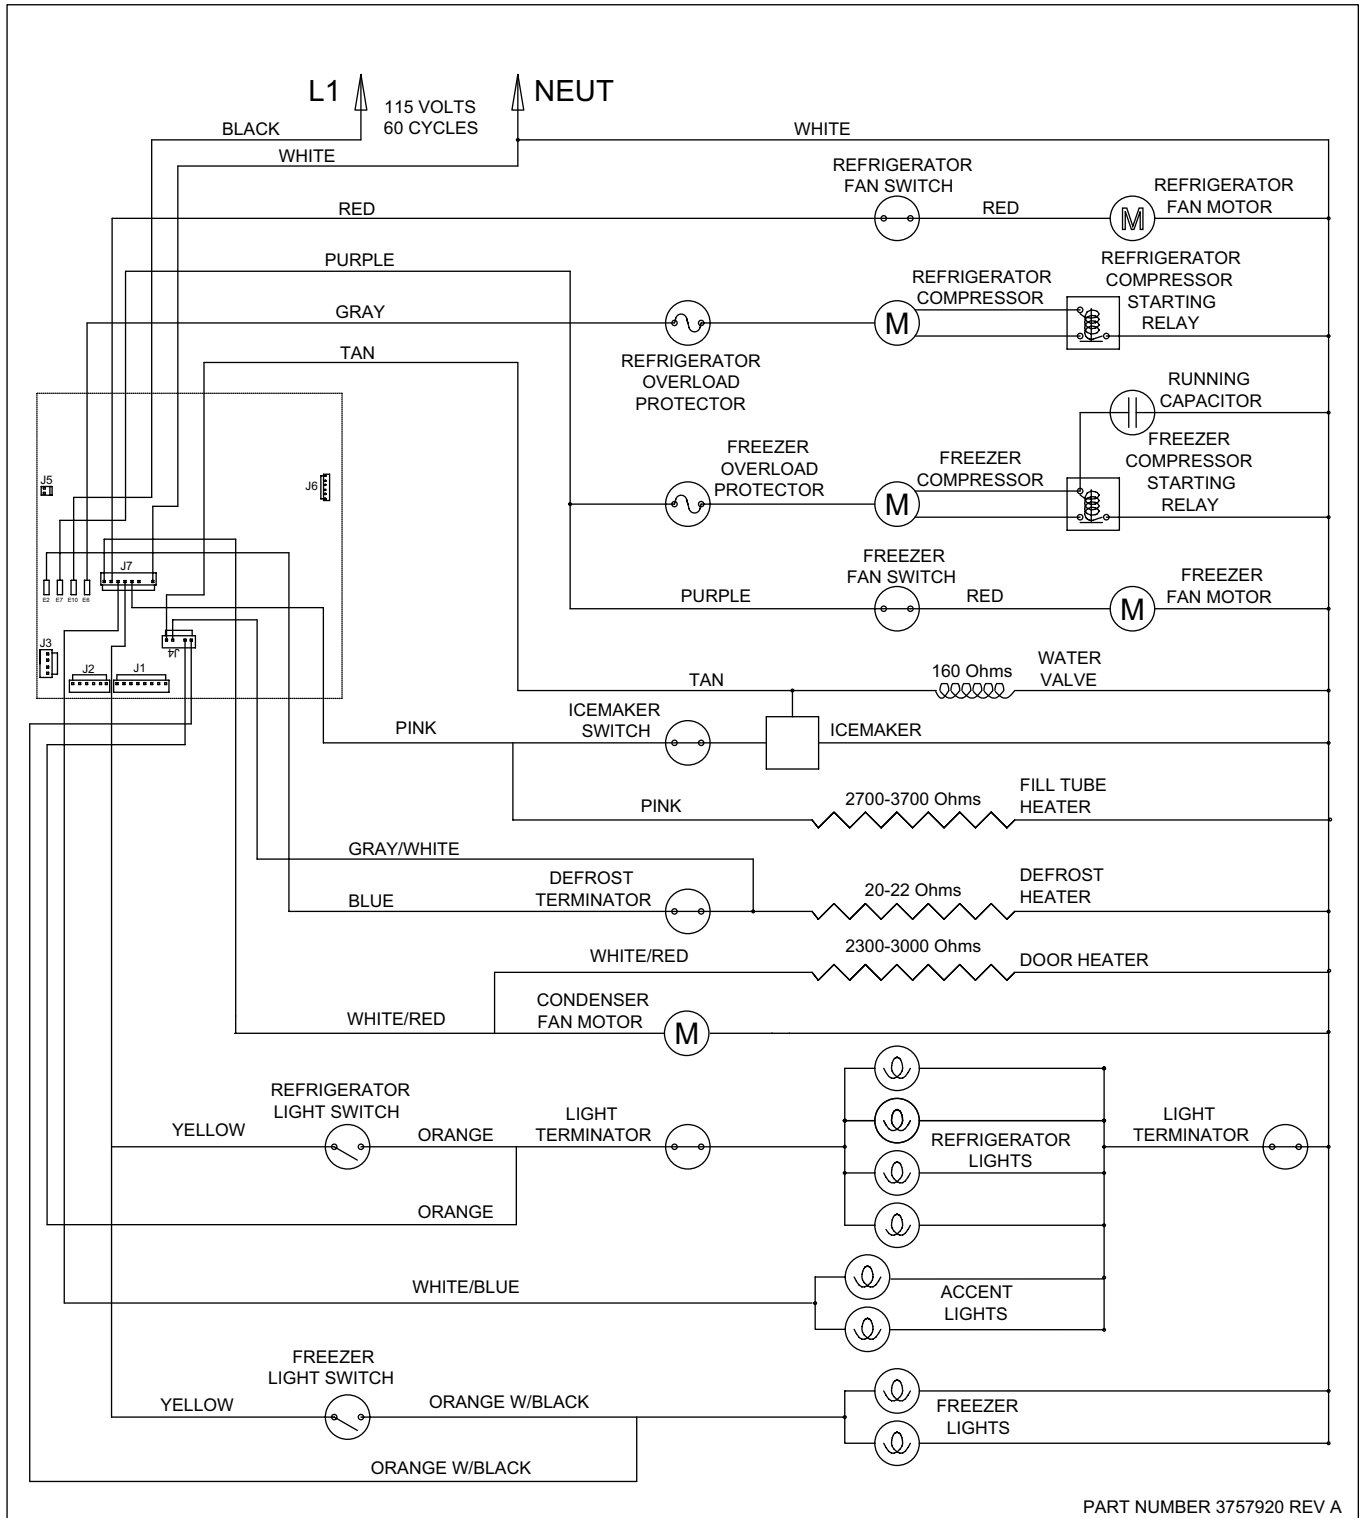 L1
115 VOLTS
60 CYCLES
NEUT
BLACK
WHITE
WHITE
REFRIGERATOR
FAN SWITCH
REFRIGERATOR
FAN MOTOR
RED
RED
M
PURPLE
REFRIGERATOR
COMPRESSOR
REFRIGERATOR
COMPRESSOR
STARTING
RELAY
GRAY
M
TAN
REFRIGERATOR
OVERLOAD
PROTECTOR
RUNNING
CAPACITOR
FREEZER
OVERLOAD
PROTECTOR
FREEZER
COMPRESSOR
FREEZER
COMPRESSOR
STARTING
RELAY
M
J5
J6
J7
E2 E7 E10 E6
FREEZER
FAN SWITCH
FREEZER
FAN MOTOR
PURPLE
RED
M
J3
J4
J2
J1
TAN
160 Ohms
WATER
VALVE
ICEMAKER
SWITCH
PINK
ICEMAKER
PINK
2700-3700 Ohms
FILL TUBE
HEATER
GRAY/WHITE
DEFROST
TERMINATOR
BLUE
20-22 Ohms
DEFROST
HEATER
WHITE/RED
2300-3000 Ohms
DOOR HEATER
CONDENSER
FAN MOTOR
WHITE/RED
M
REFRIGERATOR
LIGHT SWITCH
YELLOW
ORANGE
LIGHT
TERMINATOR
REFRIGERATOR
LIGHTS
LIGHT
TERMINATOR
ORANGE
WHITE/BLUE
ACCENT
LIGHTS
FREEZER
LIGHT SWITCH
YELLOW
ORANGE W/BLACK
FREEZER
LIGHTS
ORANGE W/BLACK
PART NUMBER 3757920 REV A